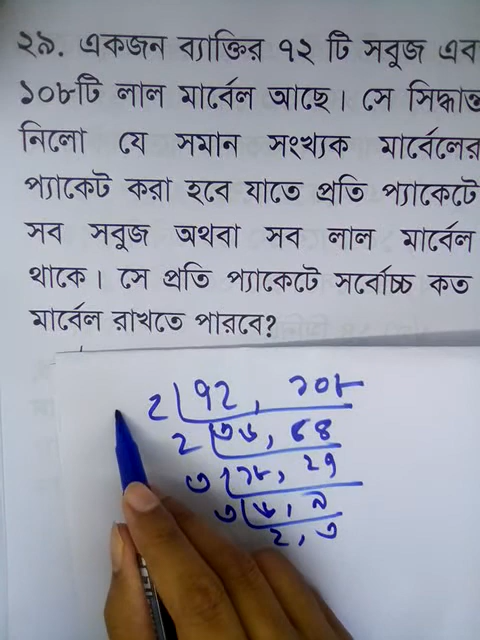 ২৯. একজন ব্যাক্তির ৭২ টি সবুজ এব
১০৮টি লাল মার্বেল আছে। সে সিদ্ধান্ত
নিলো যে সমান সংখ্যক মার্বেলের
প্যাকেট করা হবে যাতে প্রতি প্যাকেটে
সব সবুজ অথবা সব লাল মার্বেল
থাকে। সে প্রতি প্যাকেটে সর্বোচ্চ কত
মার্বেল রাখতে পারবে?
২ ৭২, ১০৮
২ ৩৬, ৫৪
৩ ১৮, ২৭
৩ ৬, ৯
২, ৩